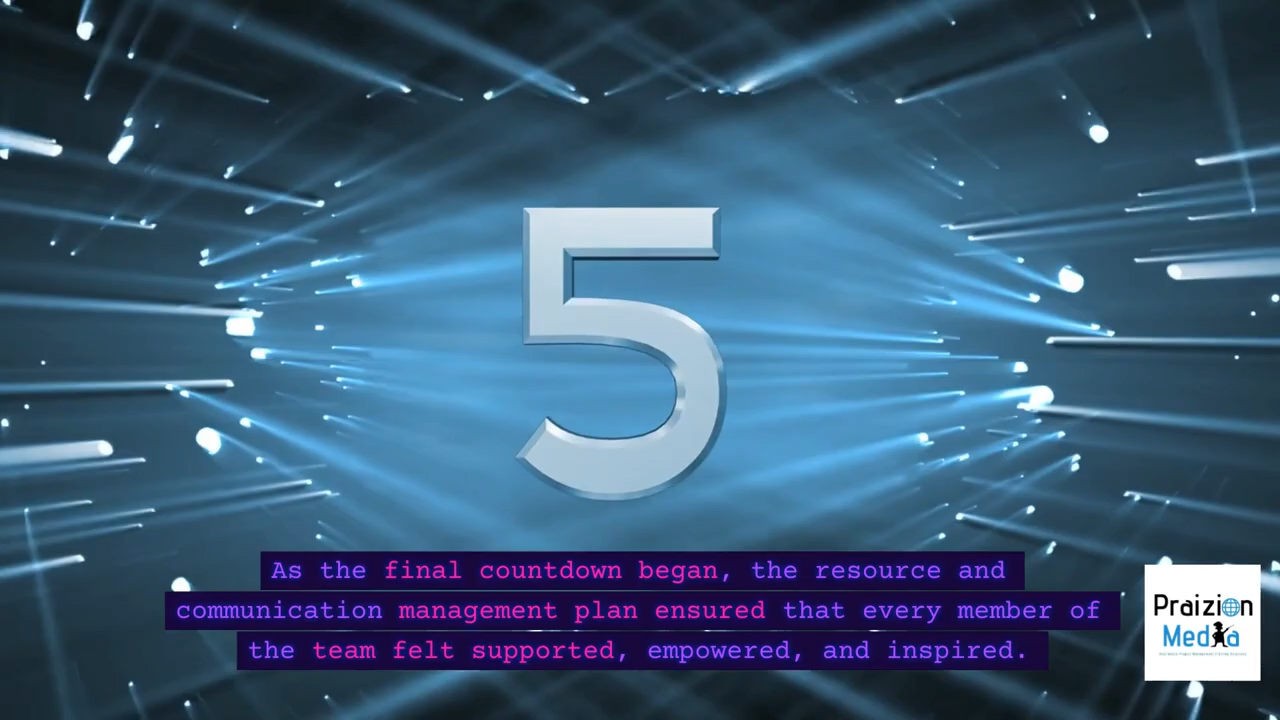 5
As the final countdown began, the resource and
communication management plan ensured that every member of
the team felt supported, empowered, and inspired.
Praizion
Media